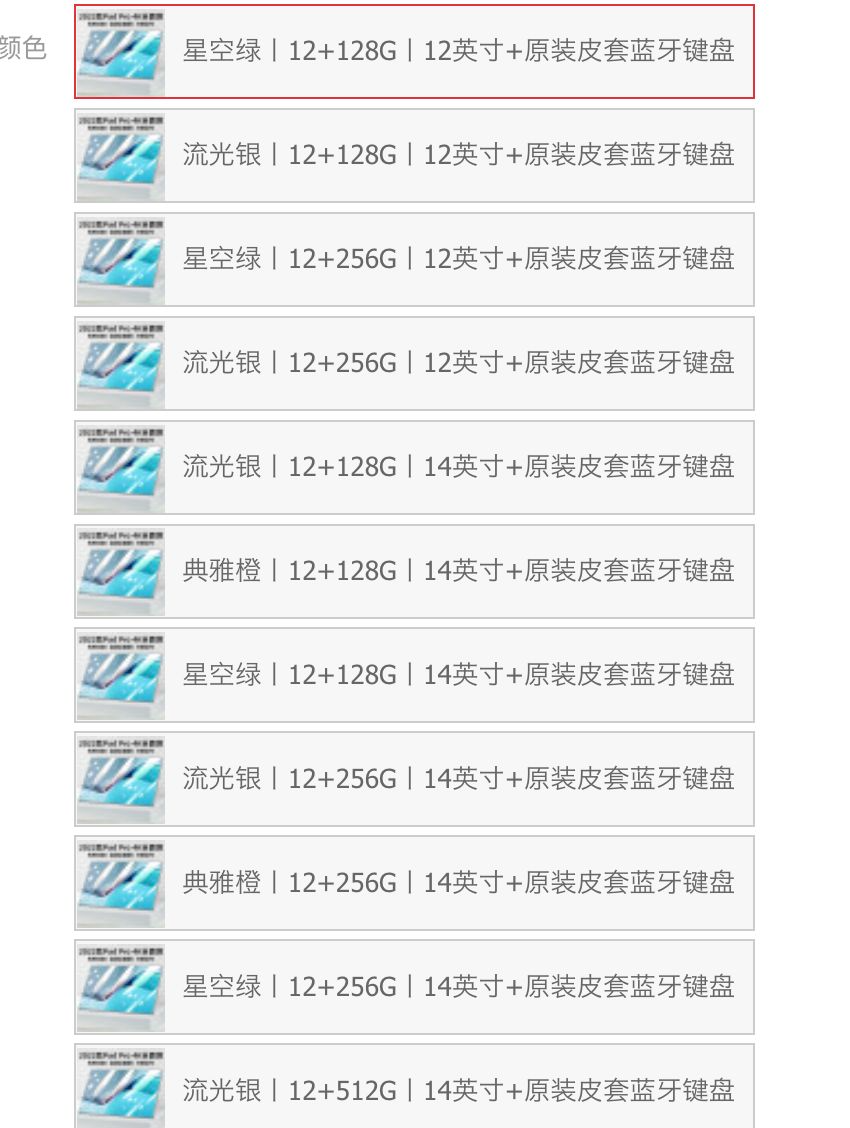 颜色
星空绿丨12+128G丨12英寸+原装皮套蓝牙键盘
流光银丨12+128G丨12英寸+原装皮套蓝牙键盘
星空绿丨12+256G丨12英寸+原装皮套蓝牙键盘
流光银丨12+256G丨12英寸+原装皮套蓝牙键盘
流光银丨12+128G丨14英寸+原装皮套蓝牙键盘
典雅橙丨12+128G丨14英寸+原装皮套蓝牙键盘
星空绿丨12+128G丨14英寸+原装皮套蓝牙键盘
流光银丨12+256G丨14英寸+原装皮套蓝牙键盘
典雅橙丨12+256G丨14英寸+原装皮套蓝牙键盘
星空绿丨12+256G丨14英寸+原装皮套蓝牙键盘
流光银丨12+512G丨14英寸+原装皮套蓝牙键盘